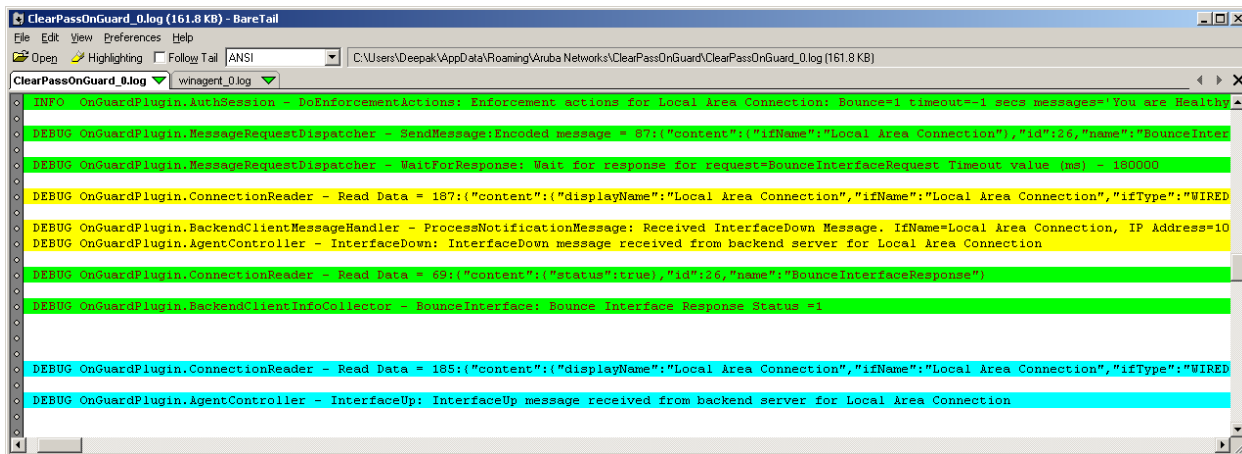 ClearPassOnGuard_0.log (161.8 KB) - BareTail
File Edit View Preferences Help
Open Highlighting Follow Tail ANSI C:\Users\Deepak\AppData\Roaming\Aruba Networks\ClearPassOnGuard\ClearPassOnGuard_0.log (161.8 KB)
ClearPassOnGuard_0.log winagent_0.log
INFO OnGuardPlugin.AuthSession - DoEnforcementActions: Enforcement actions for Local Area Connection: Bounce=1 timeout=-1 secs messages='You are Healthy
DEBUG OnGuardPlugin.MessageRequestDispatcher - SendMessage:Encoded message = 87:{"content":{"ifName":"Local Area Connection"},"id":26,"name":"BounceInter
DEBUG OnGuardPlugin.MessageRequestDispatcher - WaitForResponse: Wait for response for request=BounceInterfaceRequest Timeout value (ms) - 180000
DEBUG OnGuardPlugin.ConnectionReader - Read Data = 187:{"content":{"displayName":"Local Area Connection","ifName":"Local Area Connection","ifType":"WIRED
DEBUG OnGuardPlugin.BackendClientMessageHandler - ProcessNotificationMessage: Received InterfaceDown Message. IfName=Local Area Connection, IP Address=10
DEBUG OnGuardPlugin.AgentController - InterfaceDown: InterfaceDown message received from backend server for Local Area Connection
DEBUG OnGuardPlugin.ConnectionReader - Read Data = 69:{"content":{"status":true},"id":26,"name":"BounceInterfaceResponse"}
DEBUG OnGuardPlugin.BackendClientInfoCollector - BounceInterface: Bounce Interface Response Status =1
DEBUG OnGuardPlugin.ConnectionReader - Read Data = 185:{"content":{"displayName":"Local Area Connection","ifName":"Local Area Connection","ifType":"WIRED
DEBUG OnGuardPlugin.AgentController - InterfaceUp: InterfaceUp message received from backend server for Local Area Connection